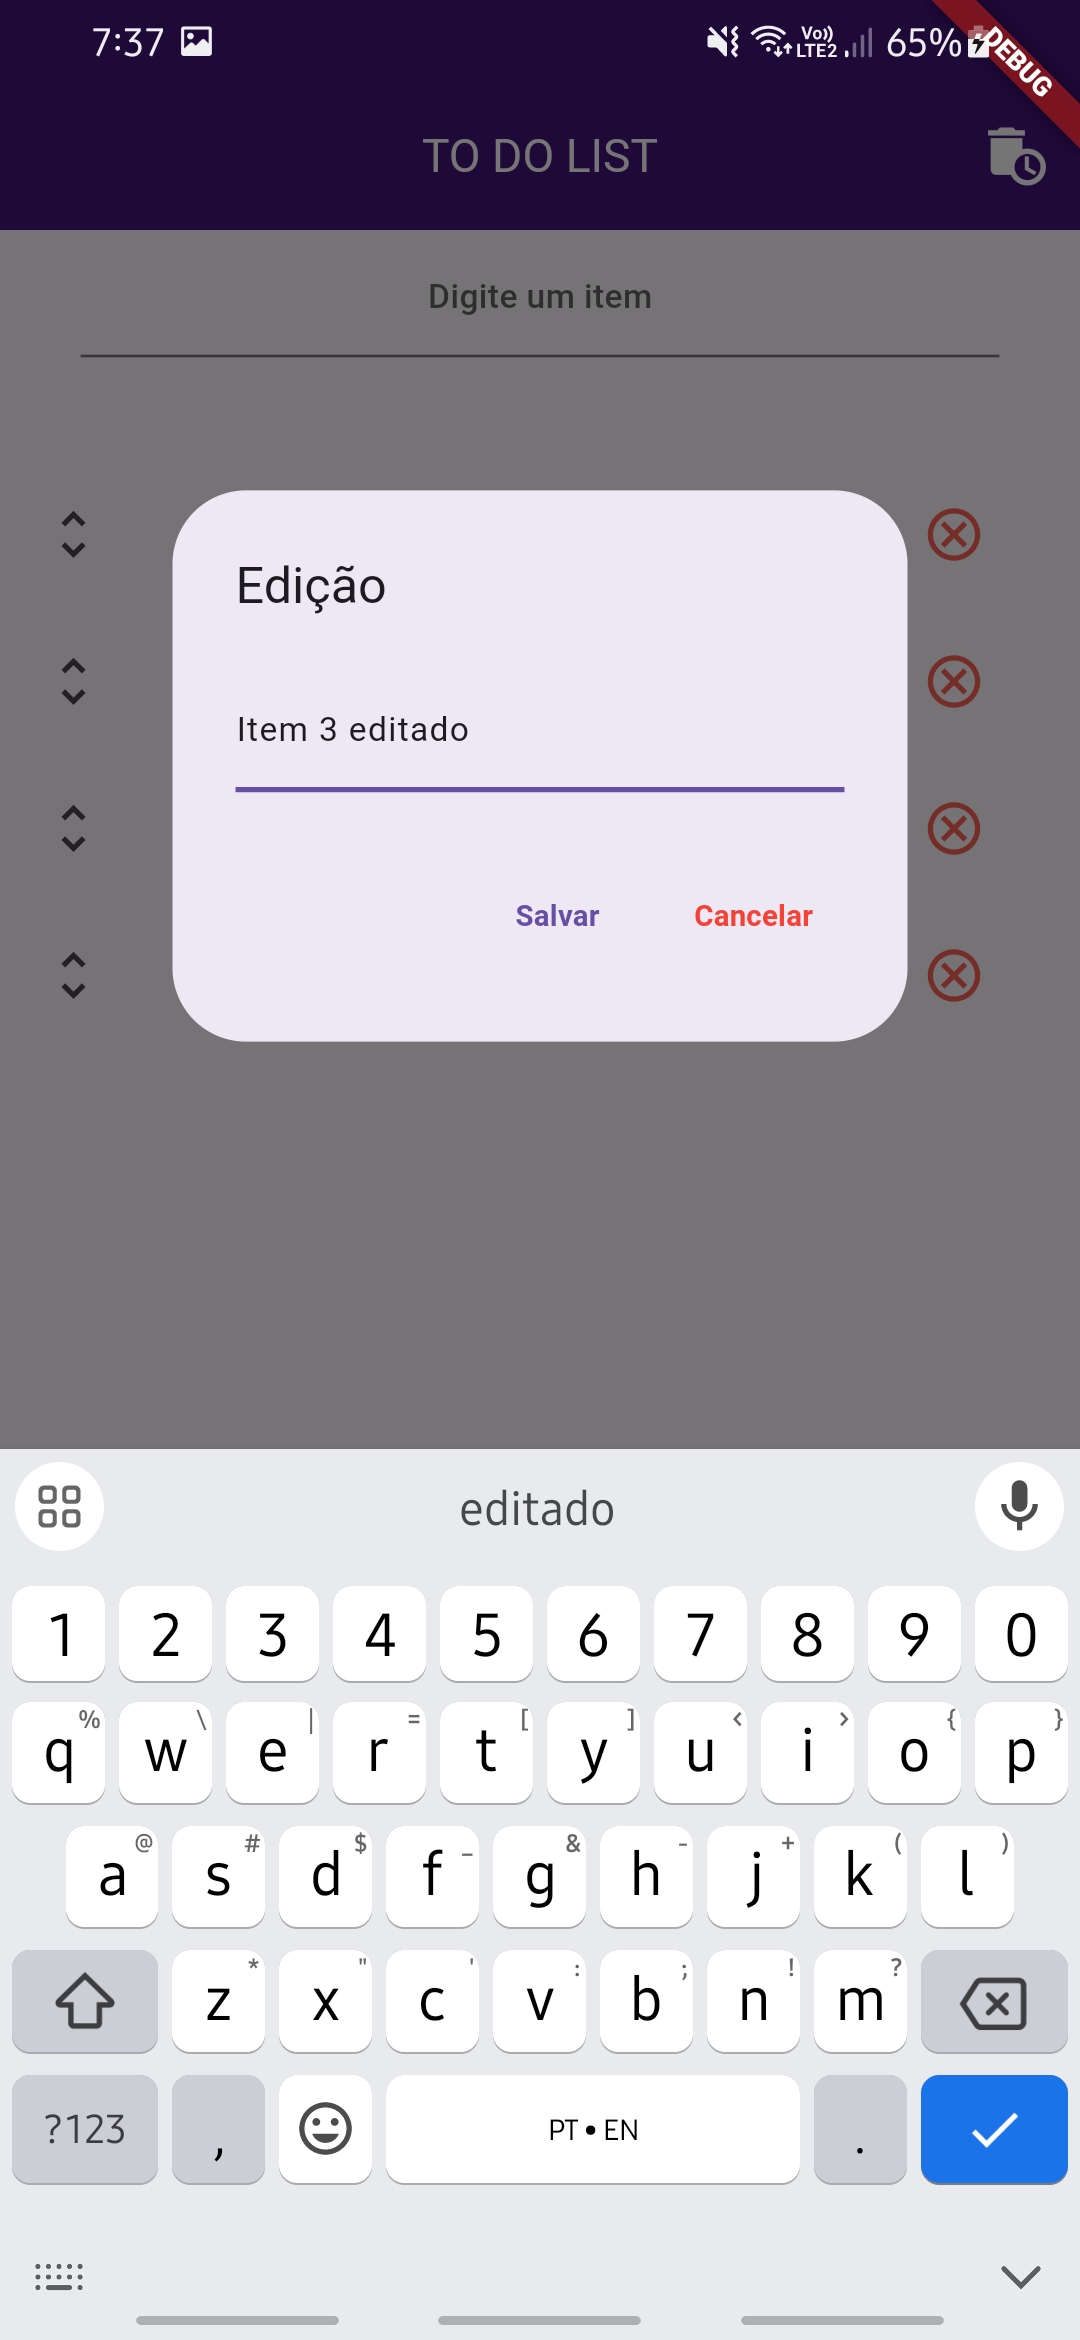 7:37 Vo)) LTE2 65%
DEBUG
TO DO LIST
Digite um item
Edição
Item 3 editado
Salvar Cancelar
editado
1 2 3 4 5 6 7 8 9 0
% \ | = [ ] < > { }
q w e r t y u i o p
@ # $ _ & - + ( )
a s d f g h j k l
* " ' : ; ! ?
z x c v b n m
?123 , PT • EN .